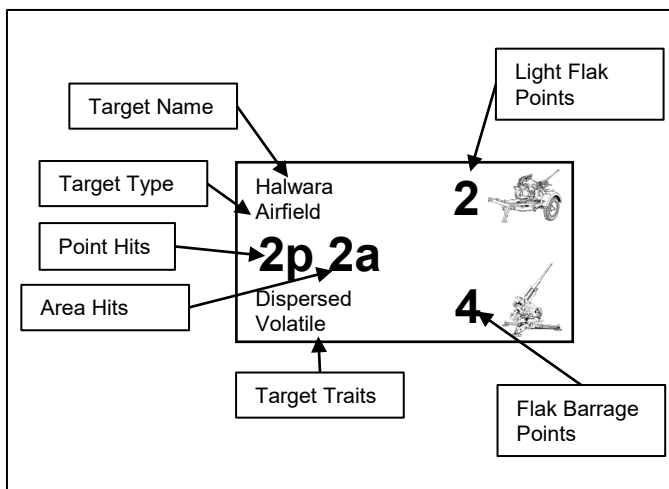 Light Flak
Points
Target Name
Target Type
Point Hits
Area Hits
Halwara
Airfield
2p 2a
Dispersed
Volatile
2
4
Target Traits
Flak Barrage
Points